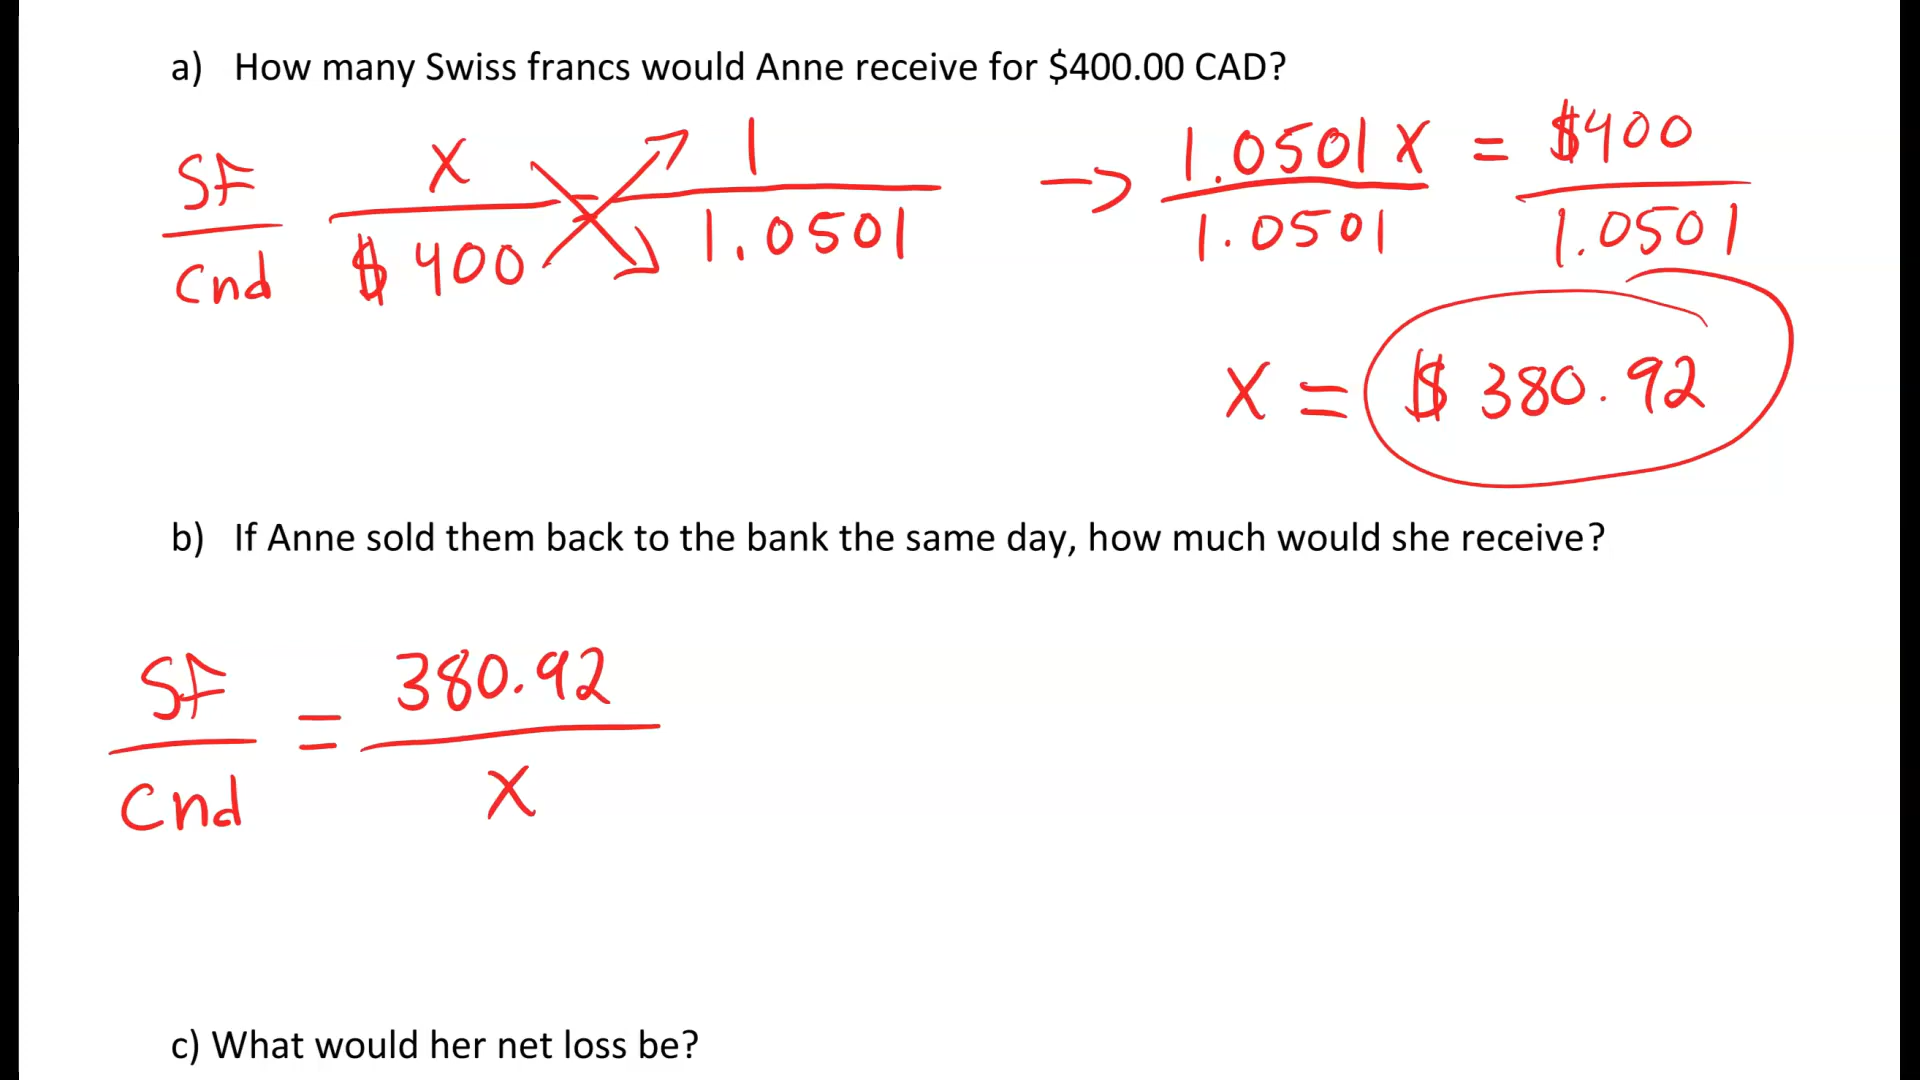 a) How many Swiss francs would Anne receive for $400.00 CAD?
SF x 1 -> 1.0501 x = $400
Cnd $400 = 1.0501 1.0501 1.0501
x = $380.92
b) If Anne sold them back to the bank the same day, how much would she receive?
SF = 380.92
Cnd x
c) What would her net loss be?